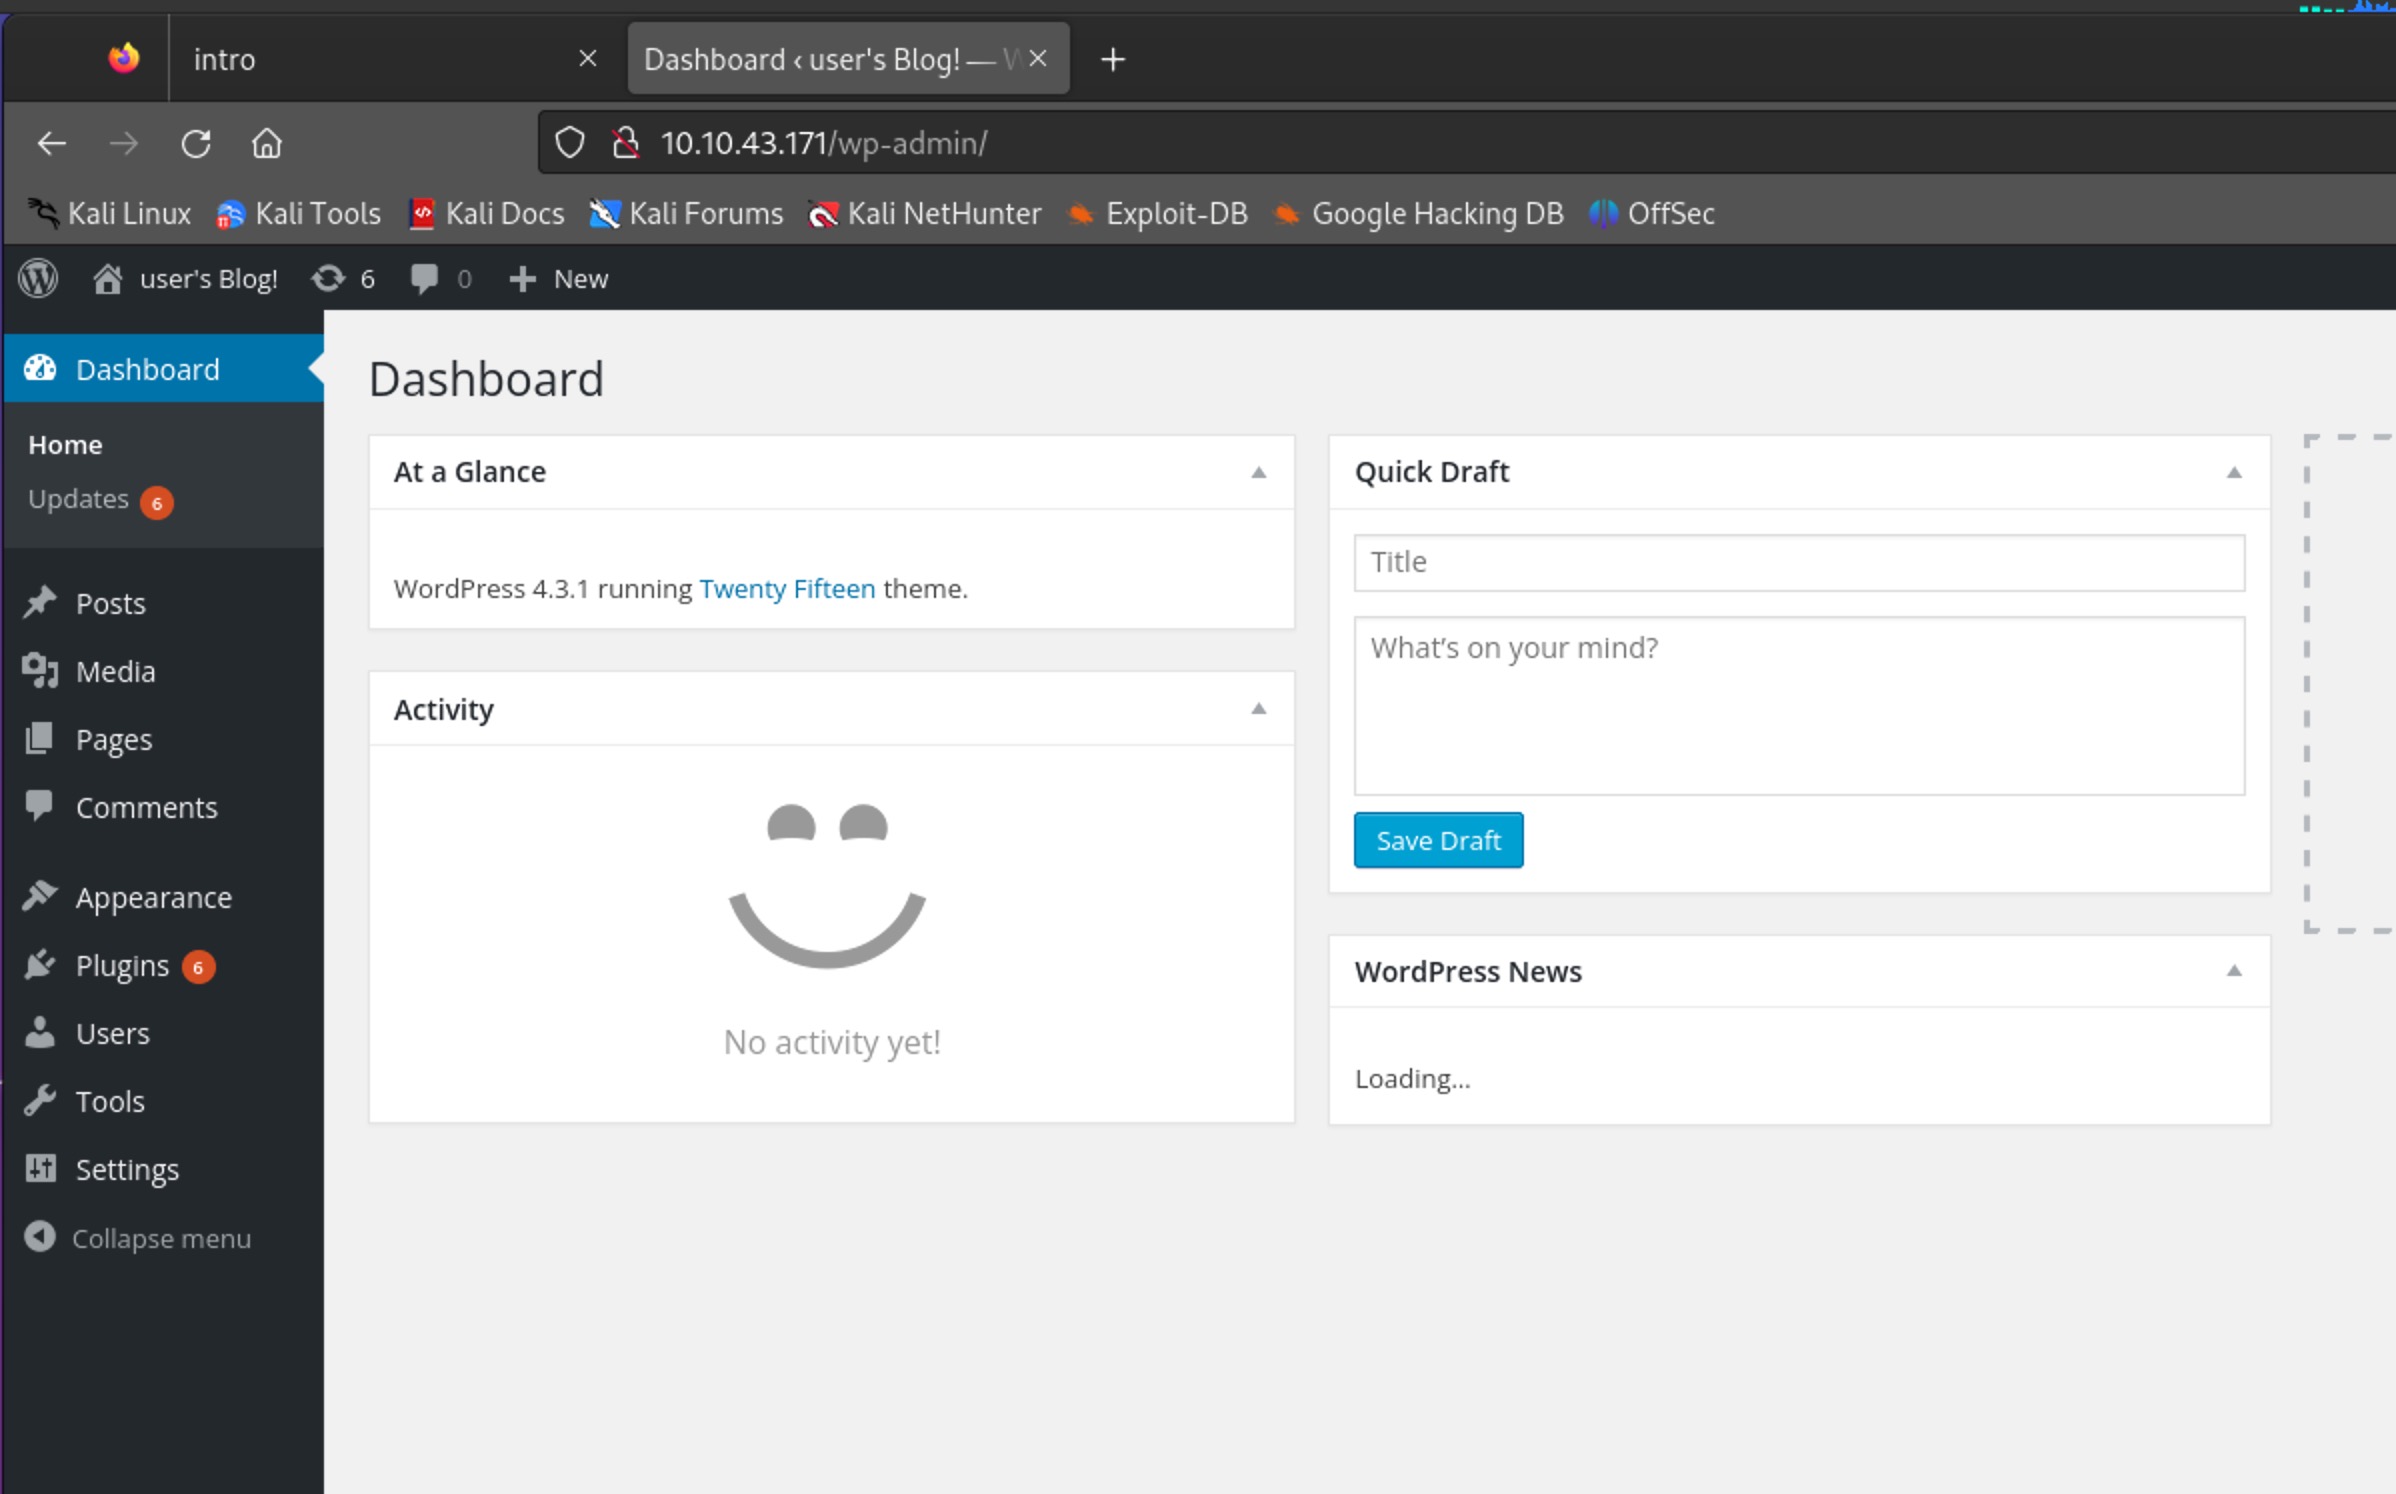 intro
Dashboard ‹ user's Blog! — W
10.10.43.171/wp-admin/
Kali Linux Kali Tools Kali Docs Kali Forums Kali NetHunter Exploit-DB Google Hacking DB OffSec
user's Blog! 6 0 New
Dashboard
Home
Updates 6
Posts
Media
Pages
Comments
Appearance
Plugins 6
Users
Tools
Settings
Collapse menu
Dashboard
At a Glance
WordPress 4.3.1 running Twenty Fifteen theme.
Activity
No activity yet!
Quick Draft
Title
What's on your mind?
Save Draft
WordPress News
Loading...